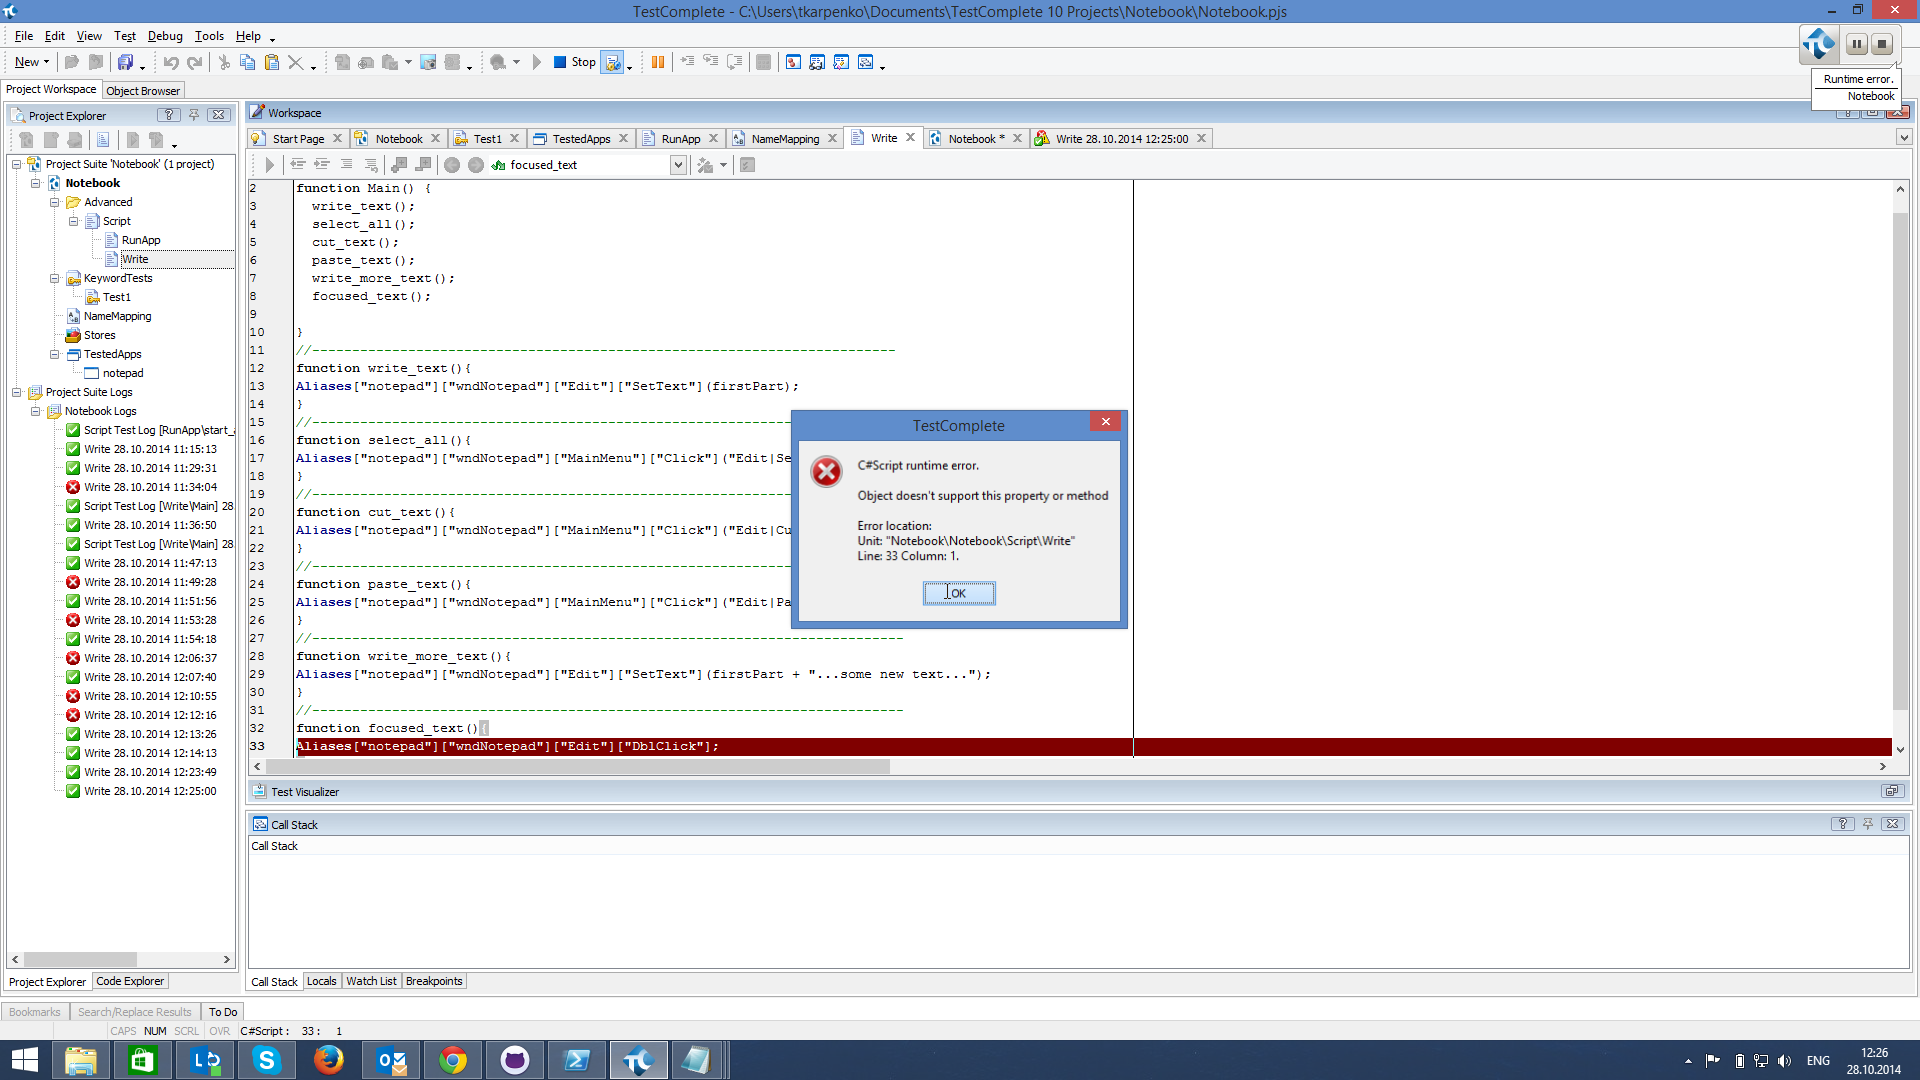 TestComplete - C:\Users\tkarpenko\Documents\TestComplete 10 Projects\Notebook\Notebook.pjs
File Edit View Test Debug Tools Help
New Stop
Runtime error.
Notebook
Project Workspace Object Browser
Project Explorer
Workspace
Start Page Notebook Test1 TestedApps RunApp NameMapping Write Notebook * Write 28.10.2014 12:25:00
focused_text
Project Suite 'Notebook' (1 project)
Notebook
Advanced
Script
RunApp
Write
KeywordTests
Test1
NameMapping
Stores
TestedApps
notepad
Project Suite Logs
Notebook Logs
Script Test Log [RunApp\start_
Write 28.10.2014 11:15:13
Write 28.10.2014 11:29:31
Write 28.10.2014 11:34:04
Script Test Log [Write\Main] 28
Write 28.10.2014 11:36:50
Script Test Log [Write\Main] 28.
Write 28.10.2014 11:47:13
Write 28.10.2014 11:49:28
Write 28.10.2014 11:51:56
Write 28.10.2014 11:53:28
Write 28.10.2014 11:54:18
Write 28.10.2014 12:06:37
Write 28.10.2014 12:07:40
Write 28.10.2014 12:10:55
Write 28.10.2014 12:12:16
Write 28.10.2014 12:13:26
Write 28.10.2014 12:14:13
Write 28.10.2014 12:23:49
Write 28.10.2014 12:25:00
Project Explorer Code Explorer
2 function Main() {
3 write_text();
4 select_all();
5 cut_text();
6 paste_text();
7 write_more_text();
8 focused_text();
9
10 }
11 //-------------------------------------------------------------------------
12 function write_text(){
13 Aliases["notepad"]["wndNotepad"]["Edit"]["SetText"](firstPart);
14 }
15 //------------------------------------------------------------
16 function select_all(){
17 Aliases["notepad"]["wndNotepad"]["MainMenu"]["Click"]("Edit|Se
18 }
19 //------------------------------------------------------------
20 function cut_text(){
21 Aliases["notepad"]["wndNotepad"]["MainMenu"]["Click"]("Edit|Cu
22 }
23 //------------------------------------------------------------
24 function paste_text(){
25 Aliases["notepad"]["wndNotepad"]["MainMenu"]["Click"]("Edit|Pa
26 }
27 //--------------------------------------------------------------------------
28 function write_more_text(){
29 Aliases["notepad"]["wndNotepad"]["Edit"]["SetText"](firstPart + "...some new text...");
30 }
31 //--------------------------------------------------------------------------
32 function focused_text(){
33 Aliases["notepad"]["wndNotepad"]["Edit"]["DblClick"];
TestComplete
C#Script runtime error.
Object doesn't support this property or method
Error location:
Unit: "Notebook\Notebook\Script\Write"
Line: 33 Column: 1.
OK
Test Visualizer
Call Stack
Call Stack
Call Stack Locals Watch List Breakpoints
Bookmarks Search/Replace Results To Do
CAPS NUM SCRL OVR C#Script : 33 : 1
ENG
12:26
28.10.2014